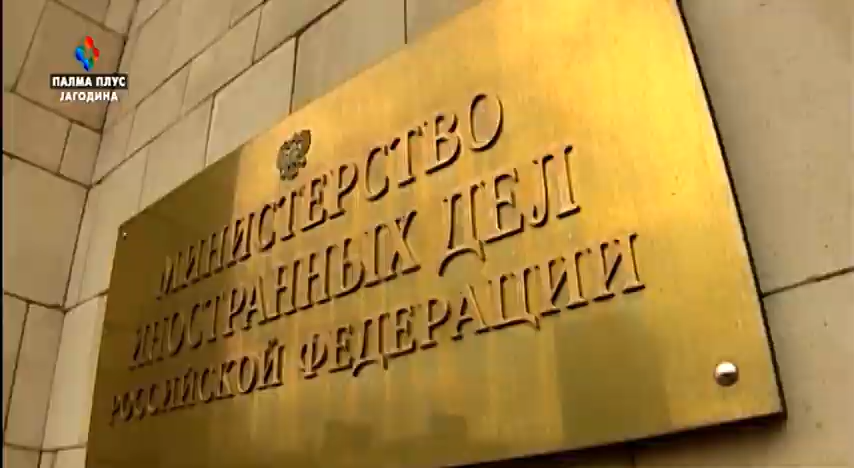 ПАЛМА ПЛУС
ЈАГОДИНА
МИНИСТЕРСТВО
ИНОСТРАННЫХ ДЕЛ
РОССИЙСКОЙ ФЕДЕРАЦИИ